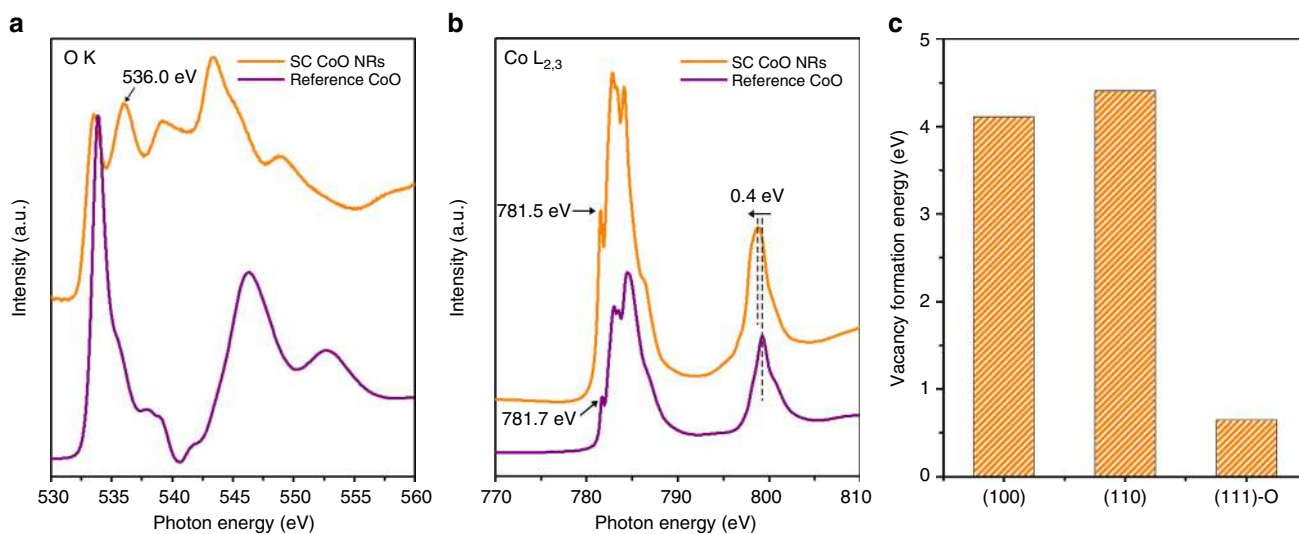 a
O K
536.0 eV
SC CoO NRs
Reference CoO
Intensity (a.u.)
530 535 540 545 550 555 560
Photon energy (eV)
b
Co L2,3
SC CoO NRs
Reference CoO
781.5 eV
0.4 eV
781.7 eV
Intensity (a.u.)
770 780 790 800 810
Photon energy (eV)
c
5
4
3
2
1
0
Vacancy formation energy (eV)
(100) (110) (111)-O